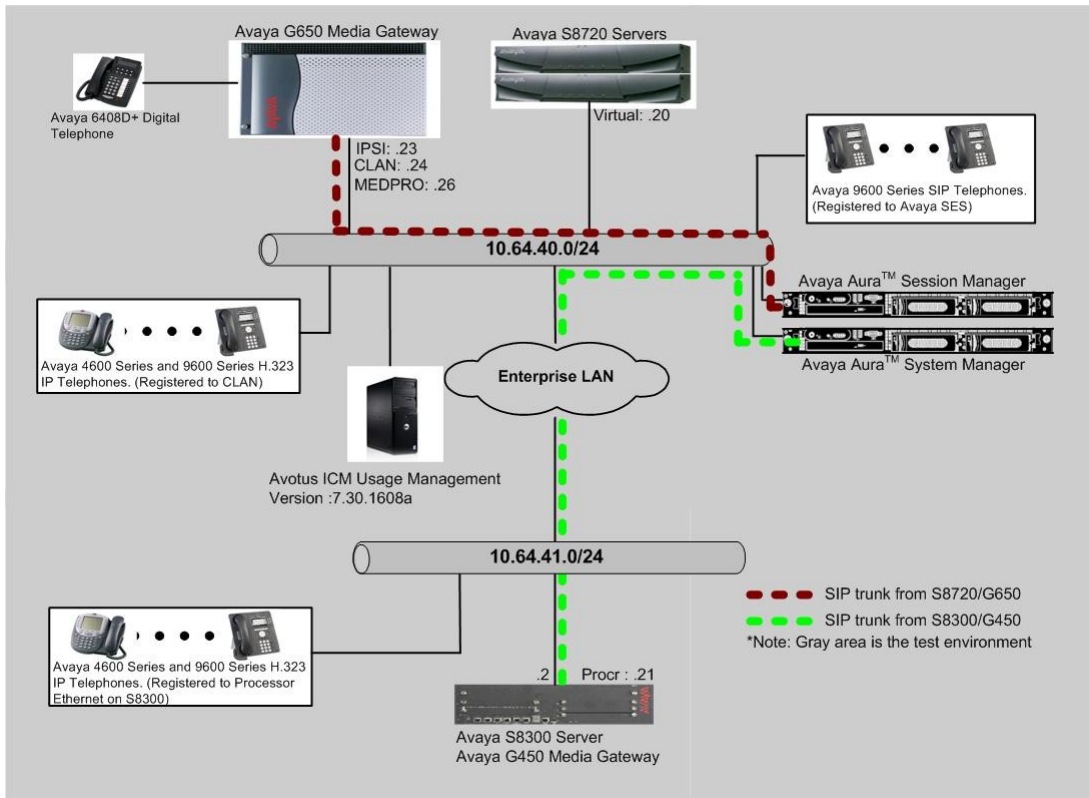 Avaya G650 Media Gateway
Avaya S8720 Servers
Avaya 6408D+ Digital
Telephone
Virtual: .20
IPSI: .23
CLAN: .24
MEDPRO: .26
Avaya 9600 Series SIP Telephones.
(Registered to Avaya SES)
10.64.40.0/24
Avaya Aura™ Session Manager
Avaya Aura™ System Manager
Avaya 4600 Series and 9600 Series H.323
IP Telephones. (Registered to CLAN)
Enterprise LAN
Avotus ICM Usage Management
Version :7.30.1608a
10.64.41.0/24
SIP trunk from S8720/G650
SIP trunk from S8300/G450
*Note: Gray area is the test environment
Avaya 4600 Series and 9600 Series H.323
IP Telephones. (Registered to Processor
Ethernet on S8300)
.2 Procr : .21
Avaya S8300 Server
Avaya G450 Media Gateway